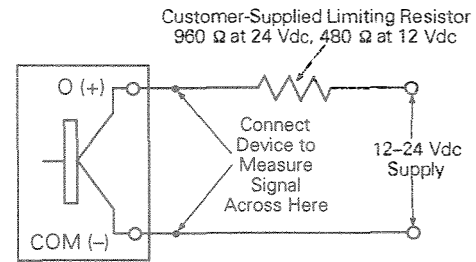 Customer-Supplied Limiting Resistor
960 Ω at 24 Vdc, 480 Ω at 12 Vdc
O (+)
Connect
Device to
Measure
Signal
Across Here
12–24 Vdc
Supply
COM (–)